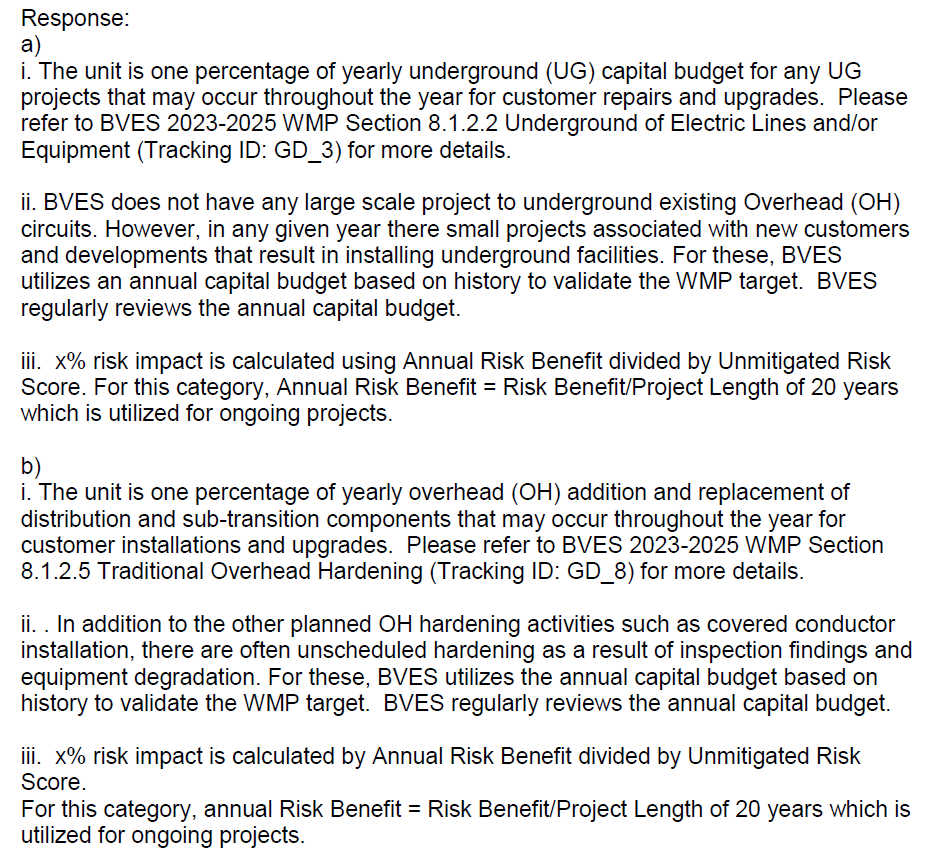 Response:
a)
i. The unit is one percentage of yearly underground (UG) capital budget for any UG
projects that may occur throughout the year for customer repairs and upgrades.  Please
refer to BVES 2023-2025 WMP Section 8.1.2.2 Underground of Electric Lines and/or
Equipment (Tracking ID: GD_3) for more details.
ii. BVES does not have any large scale project to underground existing Overhead (OH)
circuits. However, in any given year there small projects associated with new customers
and developments that result in installing underground facilities. For these, BVES
utilizes an annual capital budget based on history to validate the WMP target.  BVES
regularly reviews the annual capital budget.
iii.  x% risk impact is calculated using Annual Risk Benefit divided by Unmitigated Risk
Score. For this category, Annual Risk Benefit = Risk Benefit/Project Length of 20 years
which is utilized for ongoing projects.
b)
i. The unit is one percentage of yearly overhead (OH) addition and replacement of
distribution and sub-transition components that may occur throughout the year for
customer installations and upgrades.  Please refer to BVES 2023-2025 WMP Section
8.1.2.5 Traditional Overhead Hardening (Tracking ID: GD_8) for more details.
ii. . In addition to the other planned OH hardening activities such as covered conductor
installation, there are often unscheduled hardening as a result of inspection findings and
equipment degradation. For these, BVES utilizes the annual capital budget based on
history to validate the WMP target.  BVES regularly reviews the annual capital budget.
iii.  x% risk impact is calculated by Annual Risk Benefit divided by Unmitigated Risk
Score.
For this category, annual Risk Benefit = Risk Benefit/Project Length of 20 years which is
utilized for ongoing projects.